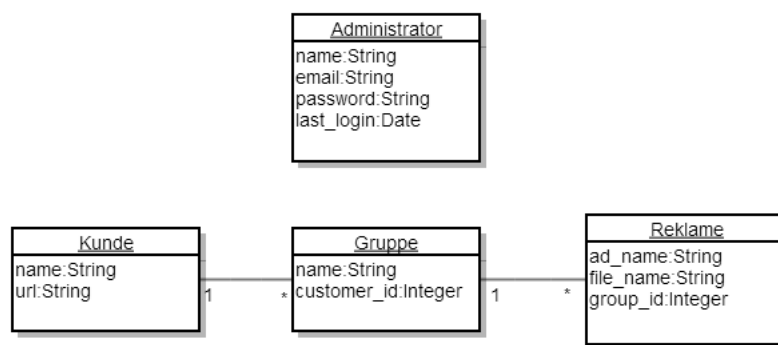 Administrator
name:String
email:String
password:String
last_login:Date
Kunde
name:String
url:String
1
*
Gruppe
name:String
customer_id:Integer
1
*
Reklame
ad_name:String
file_name:String
group_id:Integer